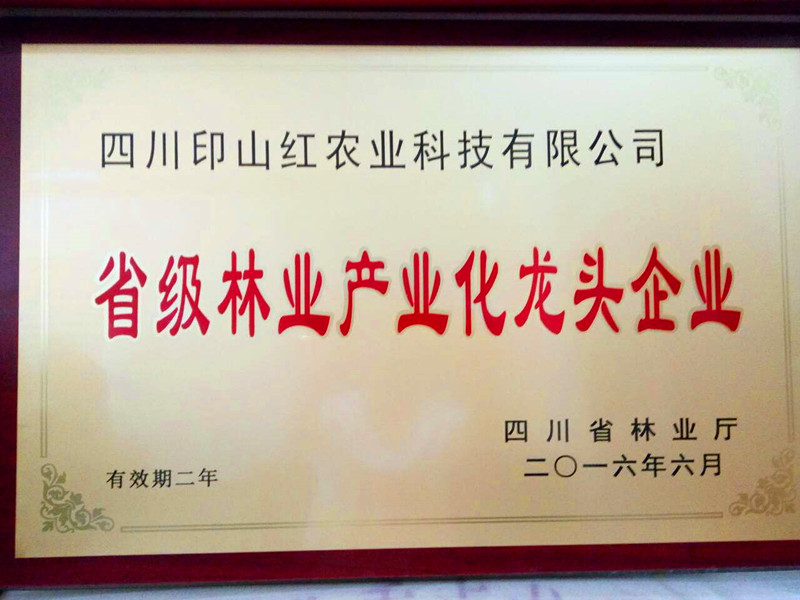 四川印山红农业科技有限公司
省级林业产业化龙头企业
四川省林业厅
二〇一六年六月
有效期二年